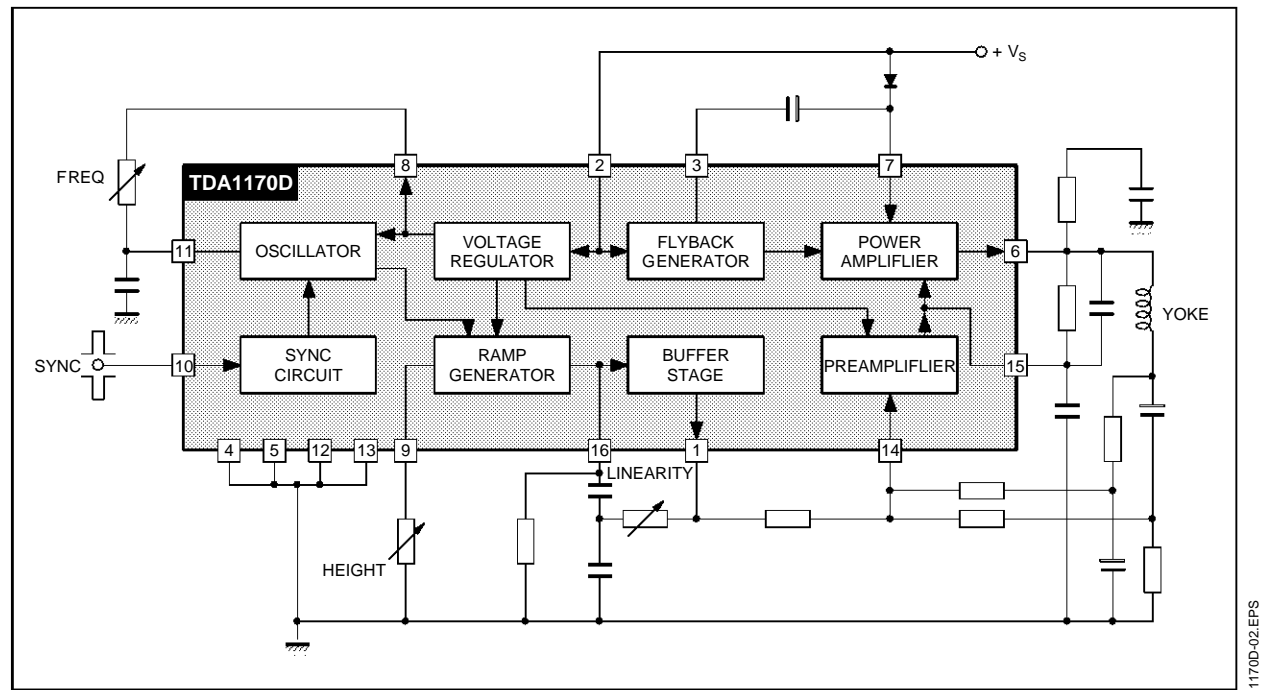 + VS
8
2
3
7
FREQ
TDA1170D
11
OSCILLATOR
VOLTAGE
REGULATOR
FLYBACK
GENERATOR
POWER
AMPLIFLIER
6
YOKE
SYNC
10
SYNC
CIRCUIT
RAMP
GENERATOR
BUFFER
STAGE
PREAMPLIFLIER
15
4
5
12
13
9
16
1
14
LINEARITY
HEIGHT
1170D-02.EPS